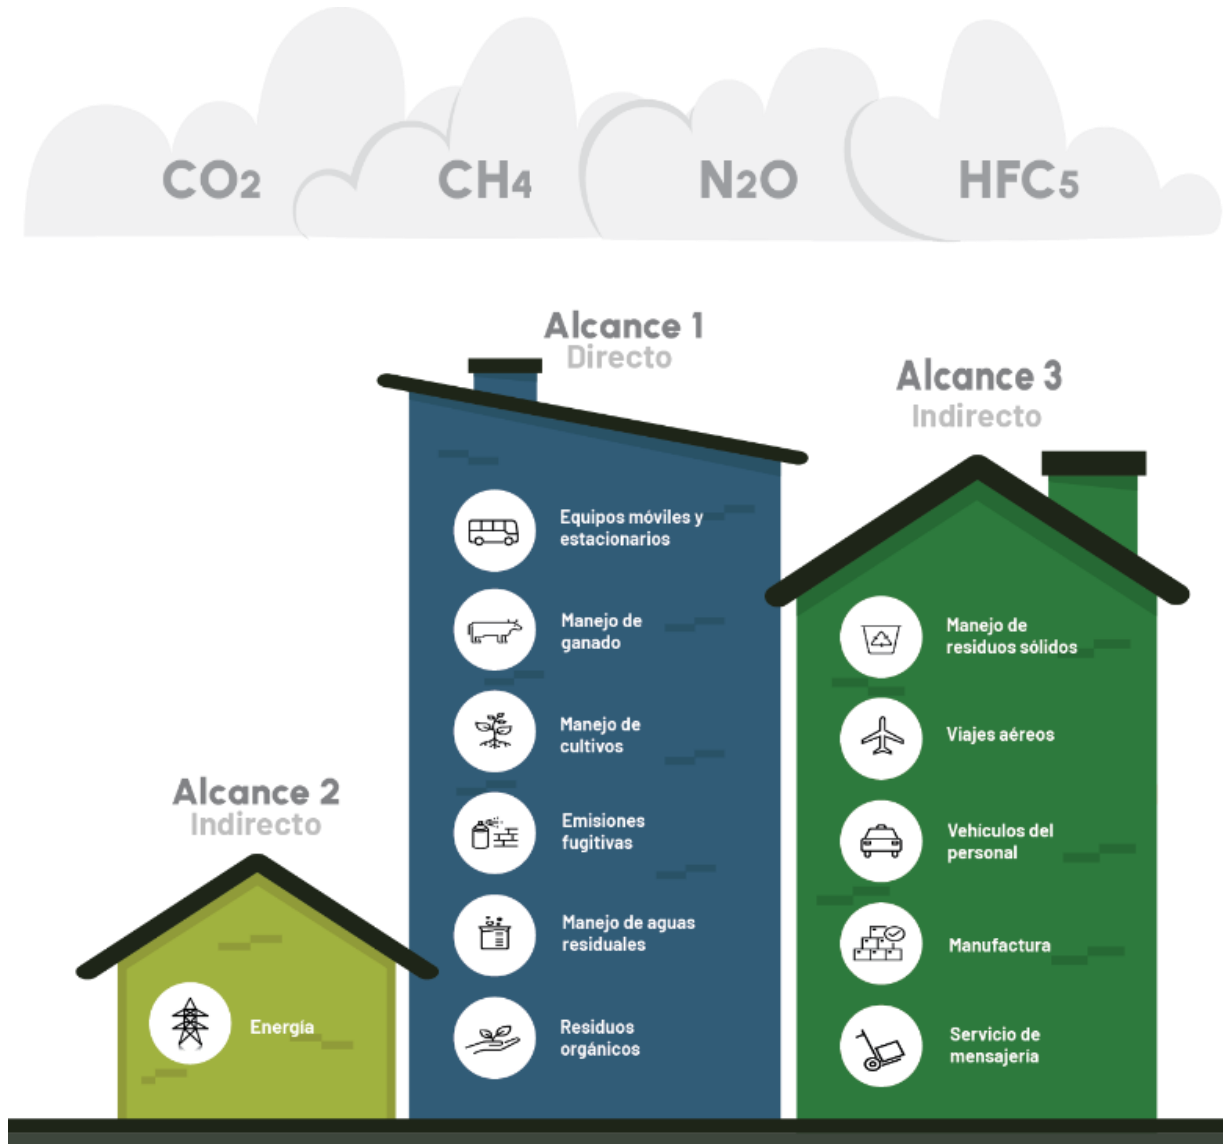 CO2
CH4
N2O
HFC5
Alcance 1
Directo
Equipos móviles y
estacionarios
Manejo de
ganado
Manejo de
cultivos
Emisiones
fugitivas
Manejo de aguas
residuales
Residuos
orgánicos
Alcance 3
Indirecto
Manejo de
residuos sólidos
Viajes aéreos
Vehículos del
personal
Manufactura
Servicio de
mensajería
Alcance 2
Indirecto
Energía